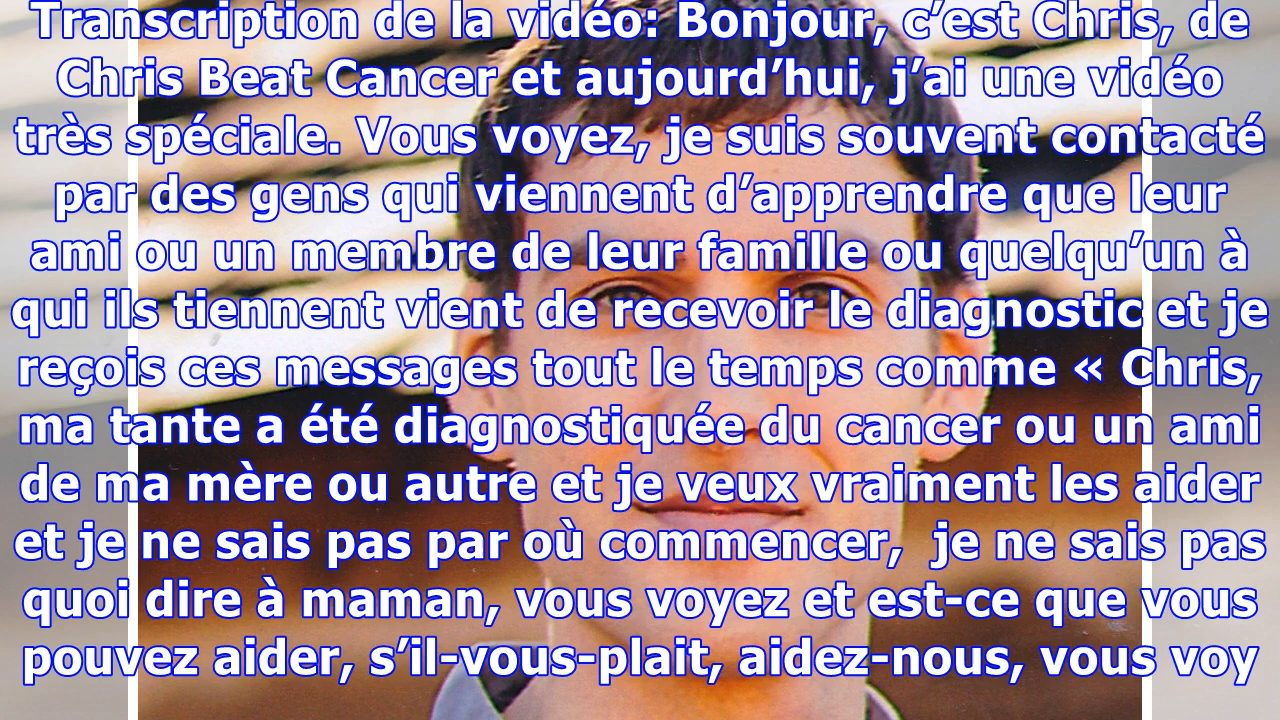 Transcription de la vidéo: Bonjour, c’est Chris, de
Chris Beat Cancer et aujourd’hui, j’ai une vidéo
très spéciale. Vous voyez, je suis souvent contacté
par des gens qui viennent d’apprendre que leur
ami ou un membre de leur famille ou quelqu’un à
qui ils tiennent vient de recevoir le diagnostic et je
reçois ces messages tout le temps comme « Chris,
ma tante a été diagnostiquée du cancer ou un ami
de ma mère ou autre et je veux vraiment les aider
et je ne sais pas par où commencer,  je ne sais pas
quoi dire à maman, vous voyez et est-ce que vous
pouvez aider, s’il-vous-plait, aidez-nous, vous voy